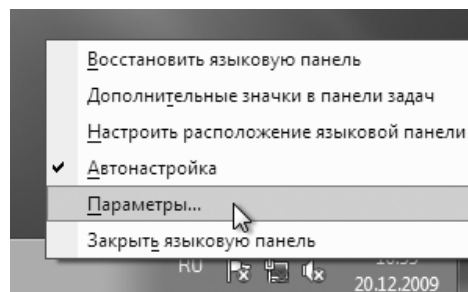 Восстановить языковую панель
Дополнительные значки в панели задач
Настроить расположение языковой панели
Автонастройка
Параметры...
Закрыть языковую панель
RU
20.12.2009